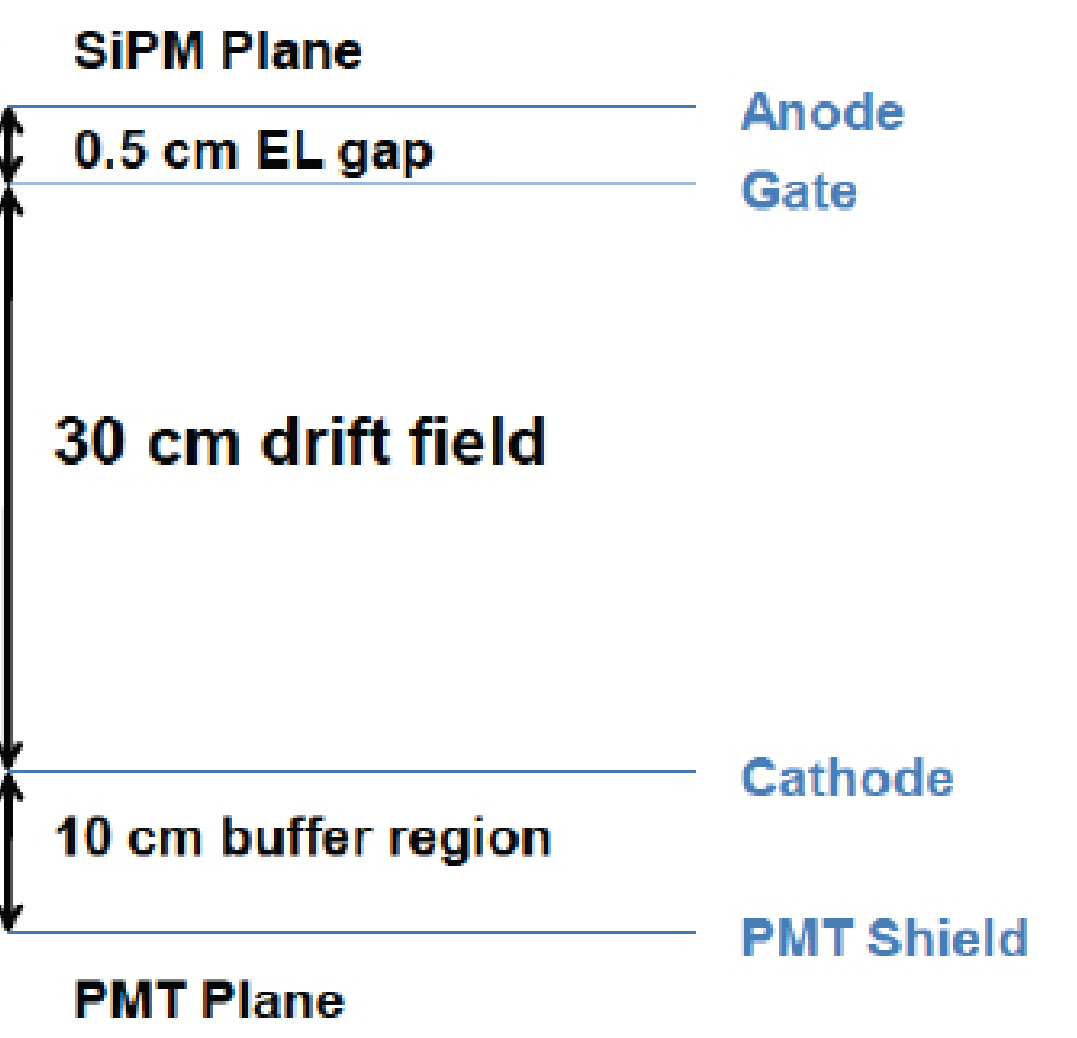 SiPM Plane
Anode
0.5 cm EL gap
Gate
30 cm drift field
Cathode
10 cm buffer region
PMT Shield
PMT Plane